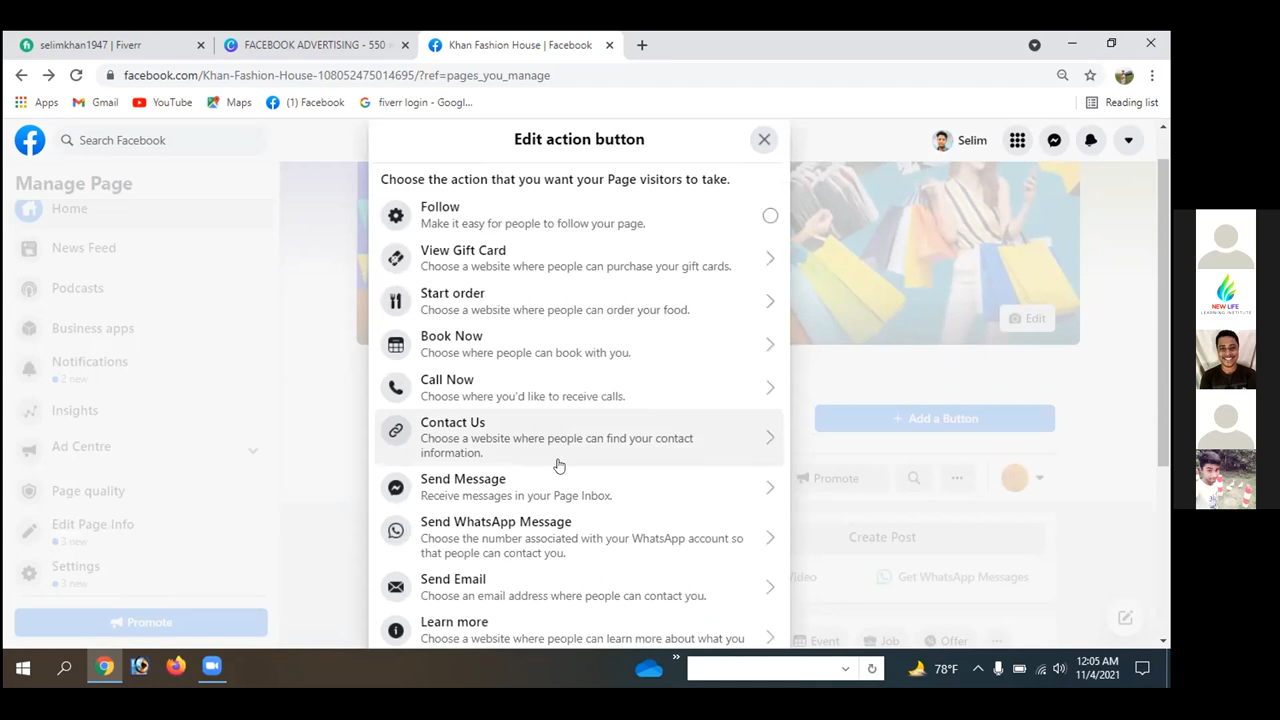 selimkhan1947 | Fiverr
FACEBOOK ADVERTISING - 550
Khan Fashion House | Facebook
facebook.com/Khan-Fashion-House-108052475014695/?ref=pages_you_manage
Apps
Gmail
YouTube
Maps
(1) Facebook
fiverr login - Googl...
Reading list
Search Facebook
Edit action button
Selim
Manage Page
Home
News Feed
Podcasts
Business apps
Notifications
2 new
Insights
Ad Centre
Page quality
Edit Page Info
3 new
Settings
3 new
Promote
Choose the action that you want your Page visitors to take.
Follow
Make it easy for people to follow your page.
View Gift Card
Choose a website where people can purchase your gift cards.
Start order
Choose a website where people can order your food.
Book Now
Choose where people can book with you.
Call Now
Choose where you'd like to receive calls.
Contact Us
Choose a website where people can find your contact
information.
Send Message
Receive messages in your Page Inbox.
Send WhatsApp Message
Choose the number associated with your WhatsApp account so
that people can contact you.
Send Email
Choose an email address where people can contact you.
Learn more
Choose a website where people can learn more about what you
Edit
+ Add a Button
Promote
...
Create Post
Get WhatsApp Messages
Event
Job
Offer
...
NEW LIFE
LEARNING INSTITUTE
78°F
12:05 AM
11/4/2021